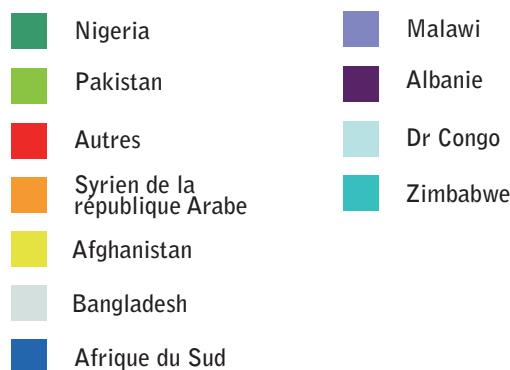 Nigeria
Pakistan
Autres
Syrien de la
république Arabe
Afghanistan
Bangladesh
Afrique du Sud
Malawi
Albanie
Dr Congo
Zimbabwe